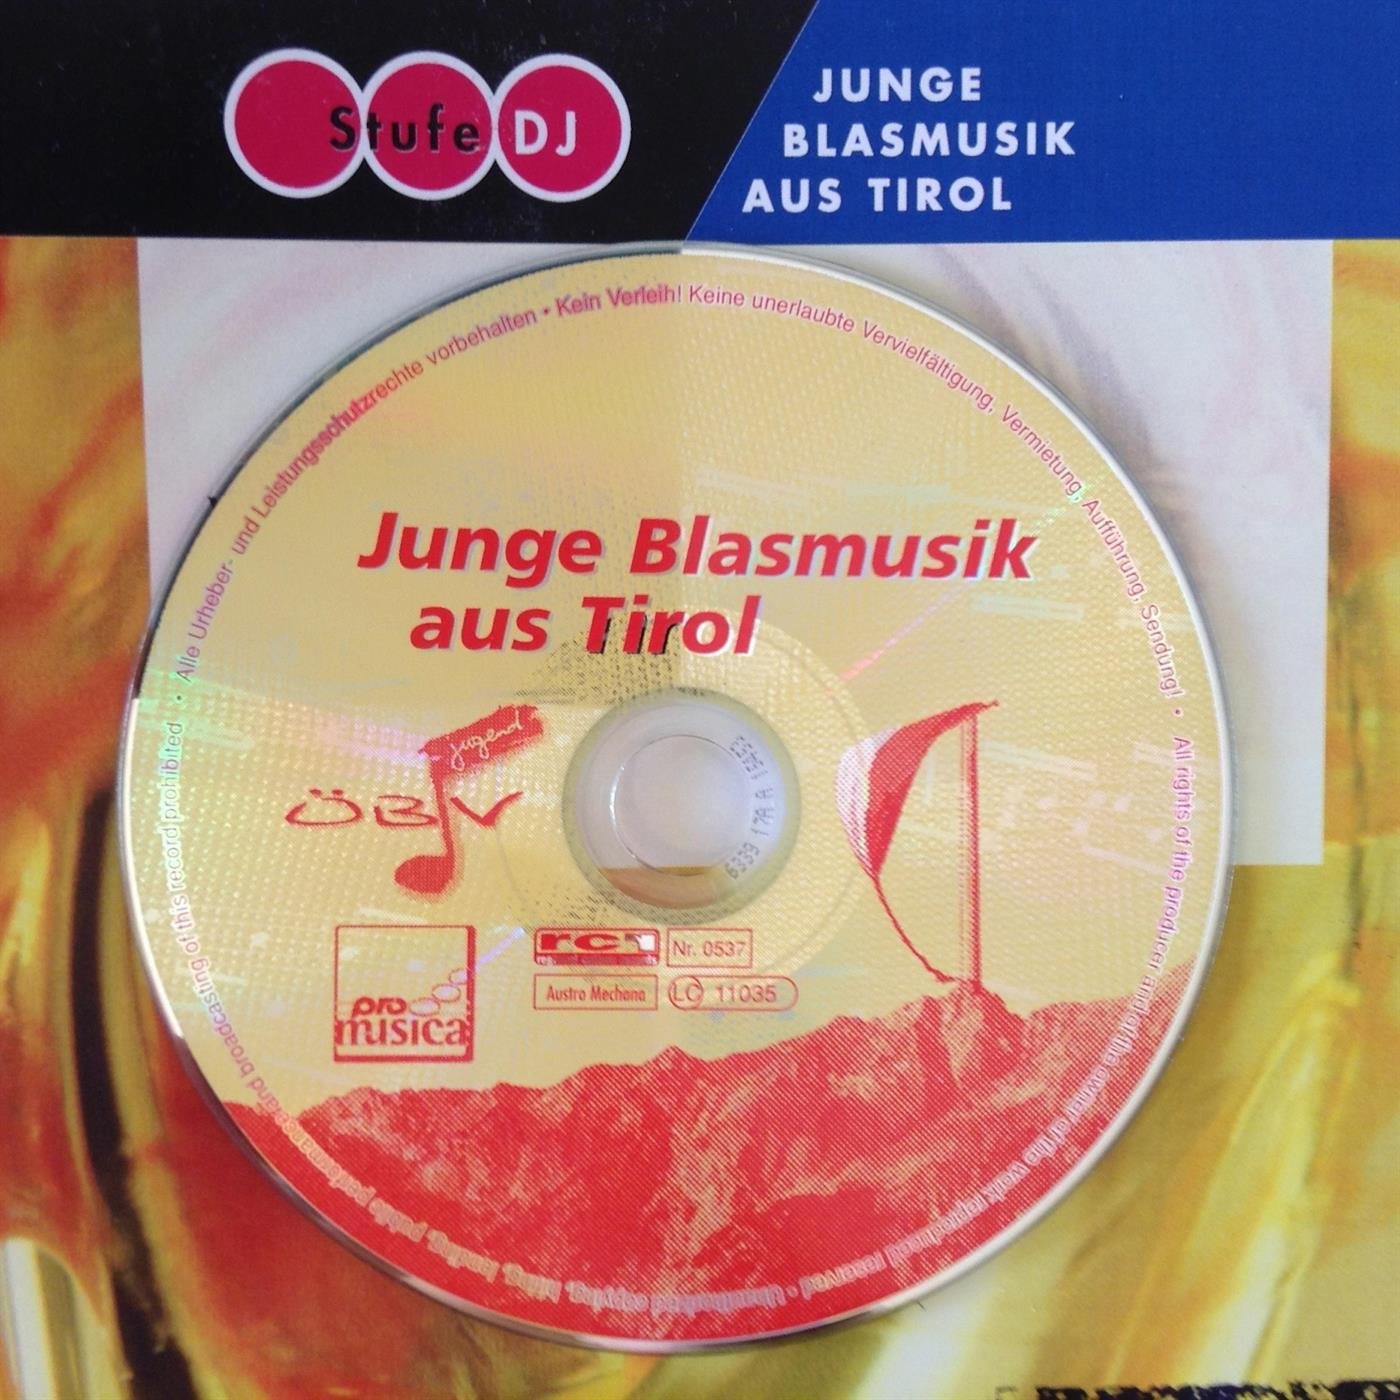 Stufe DJ
JUNGE
BLASMUSIK
AUS TIROL
• Alle Urheber- und Leistungsschutzrechte vorbehalten • Kein Verleih! Keine unerlaubte Vervielfältigung, Vermietung, Aufführung, Sendung! • All rights of the producer and of the owner of the work reproduced reserved • Unauthorized copying, hiring, lending, public performance and broadcasting of this record prohibited
Junge Blasmusik
aus Tirol
jugend
ÖBV
pro
musica
rc1
Nr. 0537
Austro Mechana
LC 11035